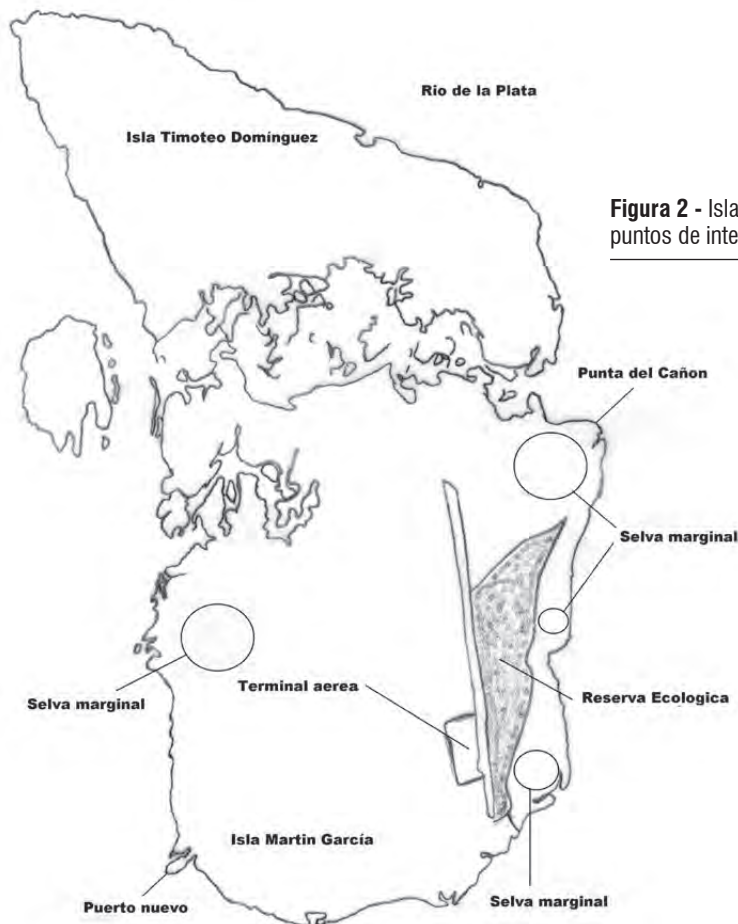 Río de la Plata
Isla Timoteo Domínguez
Figura 2 - Isla
puntos de inte
Punta del Cañon
Selva marginal
Selva marginal
Terminal aerea
Reserva Ecologica
Isla Martin García
Puerto nuevo
Selva marginal